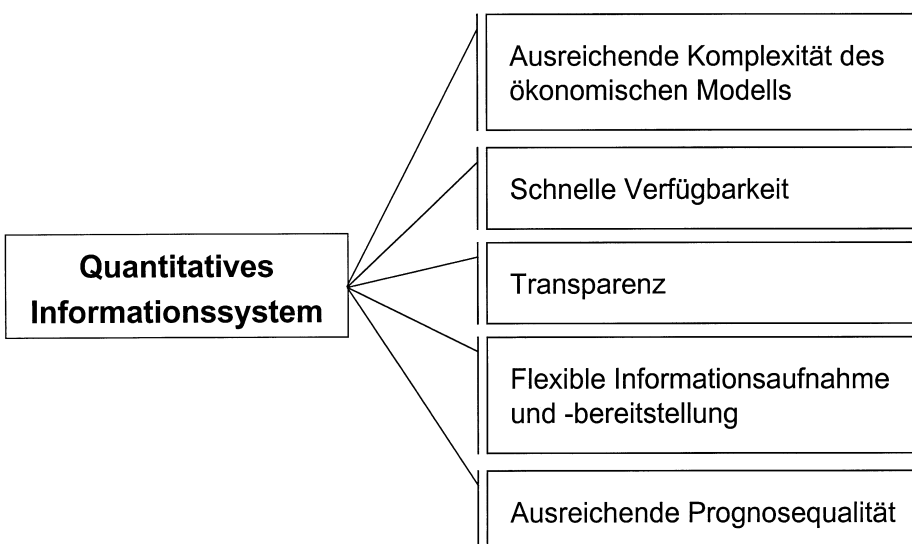 Quantitatives
Informationssystem
Ausreichende Komplexität des
ökonomischen Modells
Schnelle Verfügbarkeit
Transparenz
Flexible Informationsaufnahme
und -bereitstellung
Ausreichende Prognosequalität